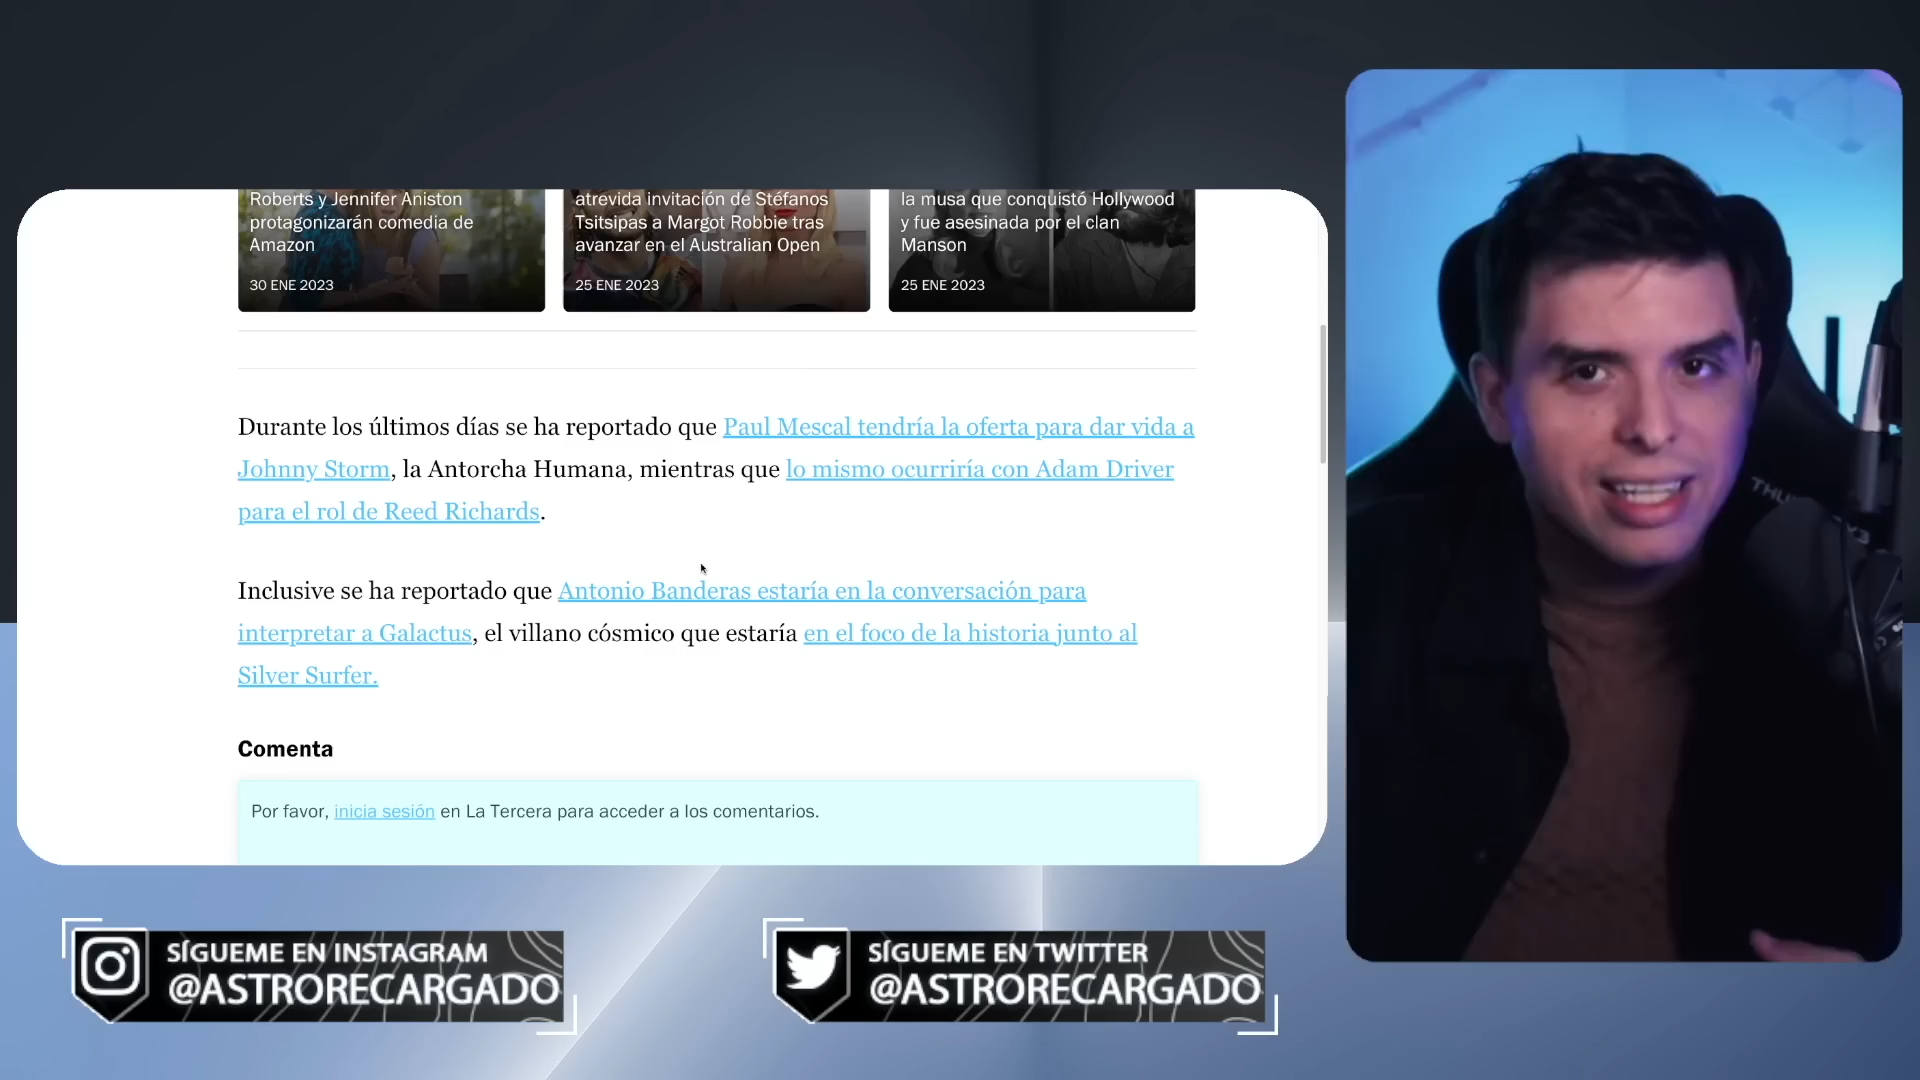 Roberts y Jennifer Aniston
protagonizarán comedia de
Amazon
30 ENE 2023
atrevida invitación de Stéfanos
Tsitsipas a Margot Robbie tras
avanzar en el Australian Open
25 ENE 2023
la musa que conquistó Hollywood
y fue asesinada por el clan
Manson
25 ENE 2023
Durante los últimos días se ha reportado que Paul Mescal tendría la oferta para dar vida a
Johnny Storm, la Antorcha Humana, mientras que lo mismo ocurriría con Adam Driver
para el rol de Reed Richards.
Inclusive se ha reportado que Antonio Banderas estaría en la conversación para
interpretar a Galactus, el villano cósmico que estaría en el foco de la historia junto al
Silver Surfer.
Comenta
Por favor, inicia sesión en La Tercera para acceder a los comentarios.
SÍGUEME EN INSTAGRAM
@ASTRORECARGADO
SÍGUEME EN TWITTER
@ASTRORECARGADO